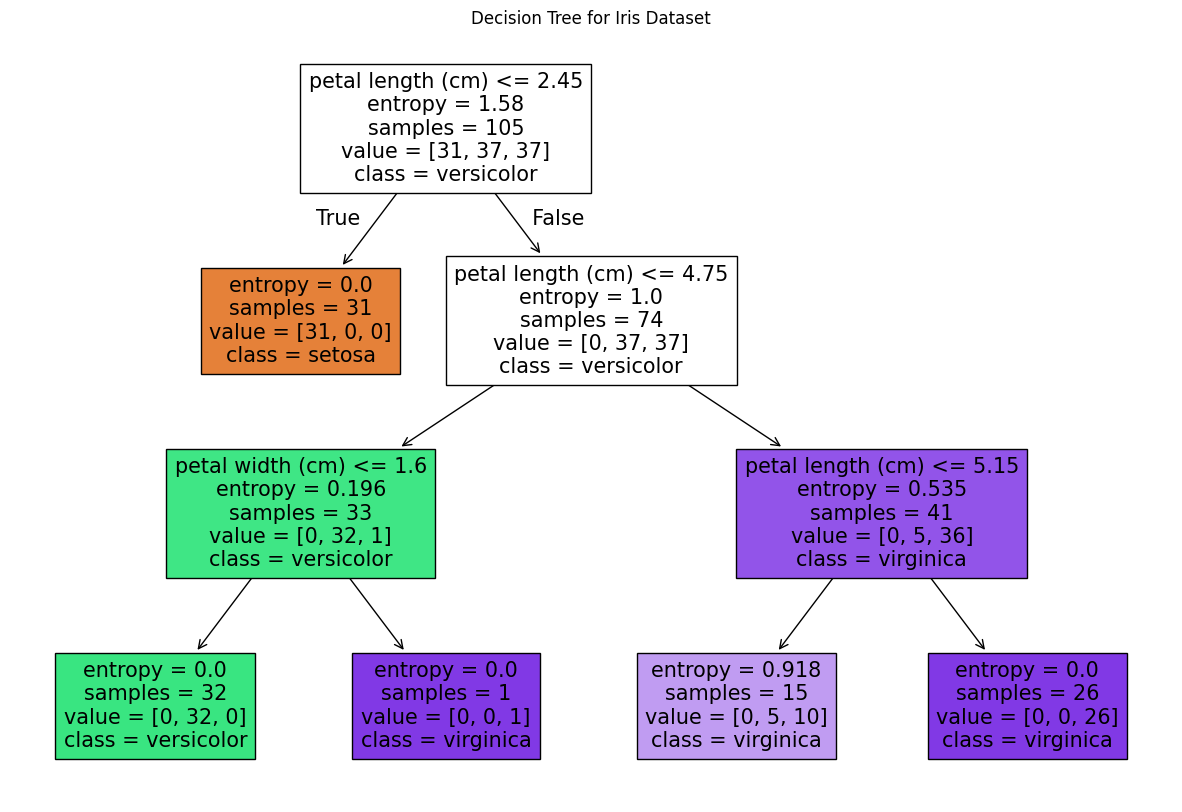 Decision Tree for Iris Dataset
petal length (cm) <= 2.45
entropy = 1.58
samples = 105
value = [31, 37, 37]
class = versicolor
True
False
entropy = 0.0
samples = 31
value = [31, 0, 0]
class = setosa
petal length (cm) <= 4.75
entropy = 1.0
samples = 74
value = [0, 37, 37]
class = versicolor
petal width (cm) <= 1.6
entropy = 0.196
samples = 33
value = [0, 32, 1]
class = versicolor
petal length (cm) <= 5.15
entropy = 0.535
samples = 41
value = [0, 5, 36]
class = virginica
entropy = 0.0
samples = 32
value = [0, 32, 0]
class = versicolor
entropy = 0.0
samples = 1
value = [0, 0, 1]
class = virginica
entropy = 0.918
samples = 15
value = [0, 5, 10]
class = virginica
entropy = 0.0
samples = 26
value = [0, 0, 26]
class = virginica